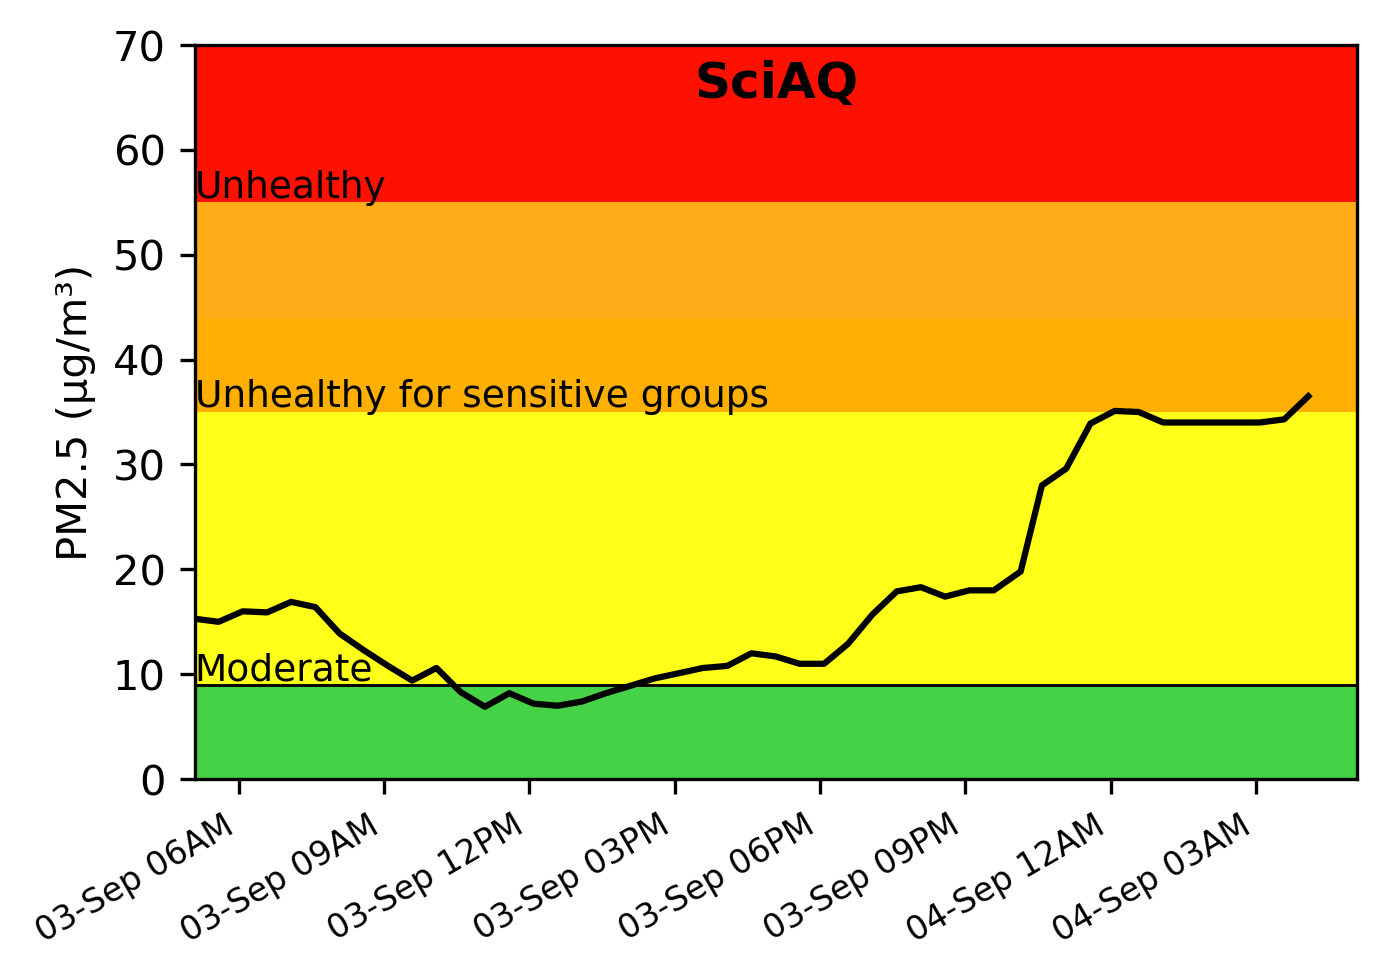 SciAQ
70
60
50
40
30
20
10
0
PM2.5 (µg/m³)
Unhealthy
Unhealthy for sensitive groups
Moderate
03-Sep 06AM
03-Sep 09AM
03-Sep 12PM
03-Sep 03PM
03-Sep 06PM
03-Sep 09PM
04-Sep 12AM
04-Sep 03AM